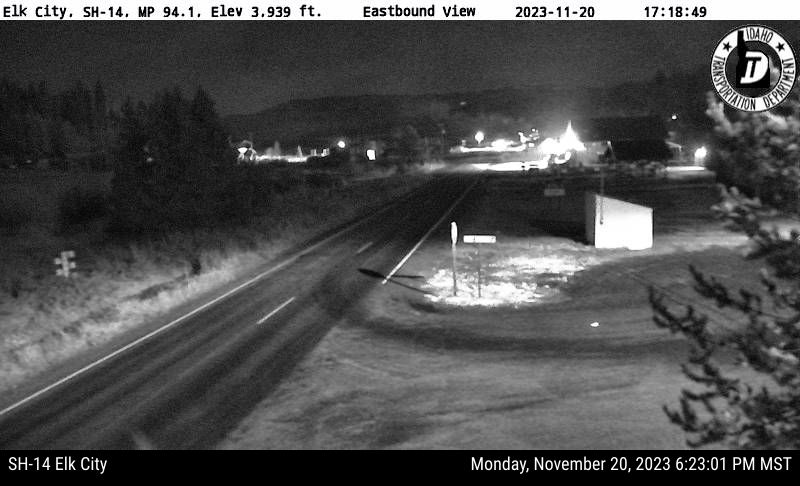 Elk City, SH-14, MP 94.1, Elev 3,939 ft. Eastbound View 2023-11-20 17:18:49
IDAHO
TRANSPORTATION DEPARTMENT
SH-14 Elk City Monday, November 20, 2023 6:23:01 PM MST